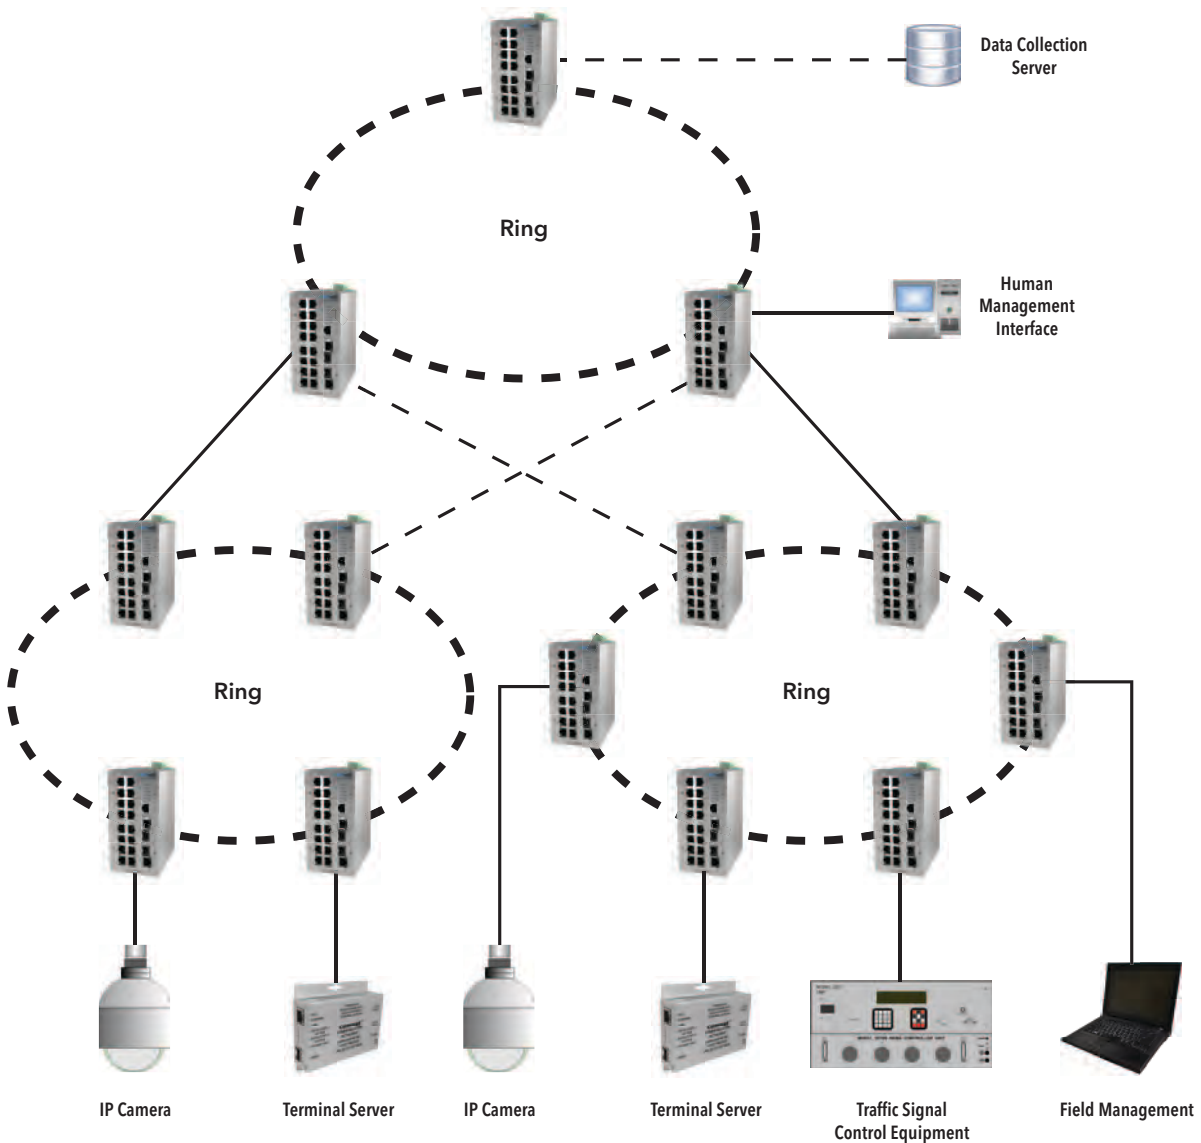 Data Collection
Server
Ring
Human
Management
Interface
Ring
Ring
IP Camera
Terminal Server
IP Camera
Terminal Server
Traffic Signal
Control Equipment
Field Management